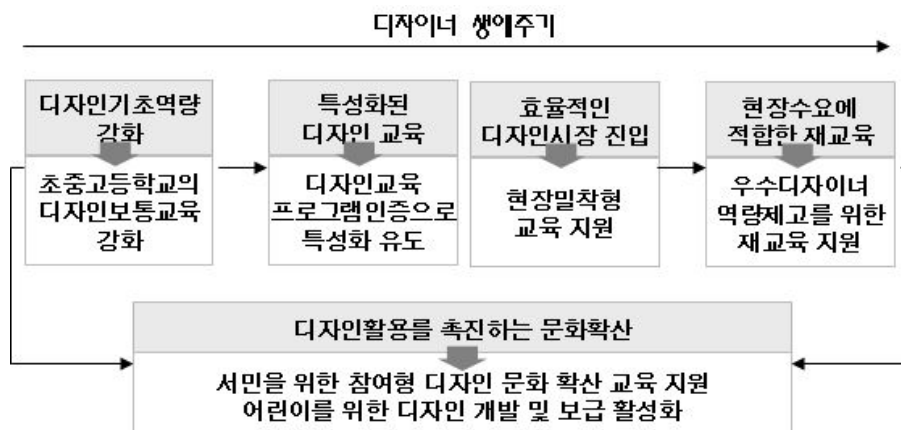 디자이너 생애주기
디자인기초역량
강화
초중고등학교의
디자인보통교육
강화
특성화된
디자인 교육
디자인교육
프로그램인증으로
특성화 유도
효율적인
디자인시장 진입
현장밀착형
교육 지원
현장수요에
적합한 재교육
우수디자이너
역량제고를 위한
재교육 지원
디자인활용를 촉진하는 문화확산
서민을 위한 참여형 디자인 문화 확산 교육 지원
어린이를 위한 디자인 개발 및 보급 활성화